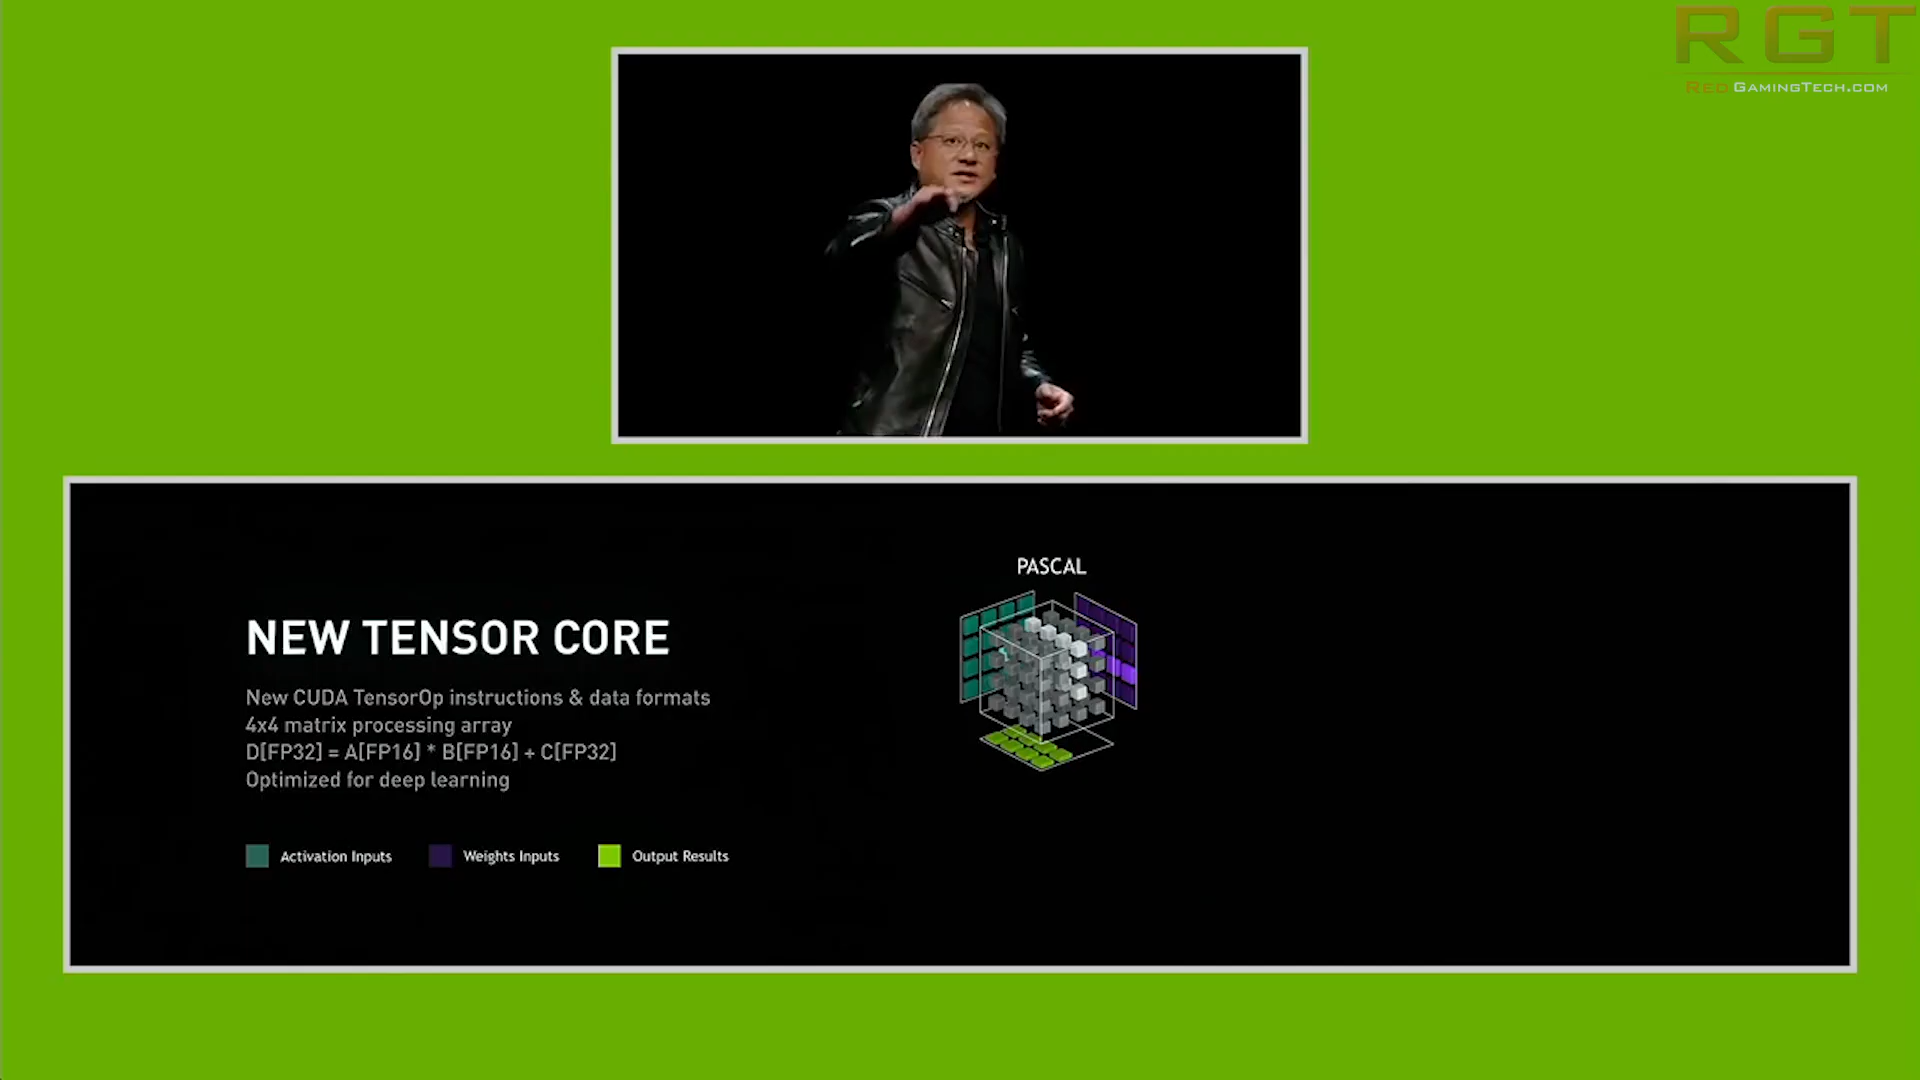 RGT
RED GAMINGTECH.COM
PASCAL
NEW TENSOR CORE
New CUDA TensorOp instructions & data formats
4x4 matrix processing array
D[FP32] = A[FP16] * B[FP16] + C[FP32]
Optimized for deep learning
Activation Inputs
Weights Inputs
Output Results